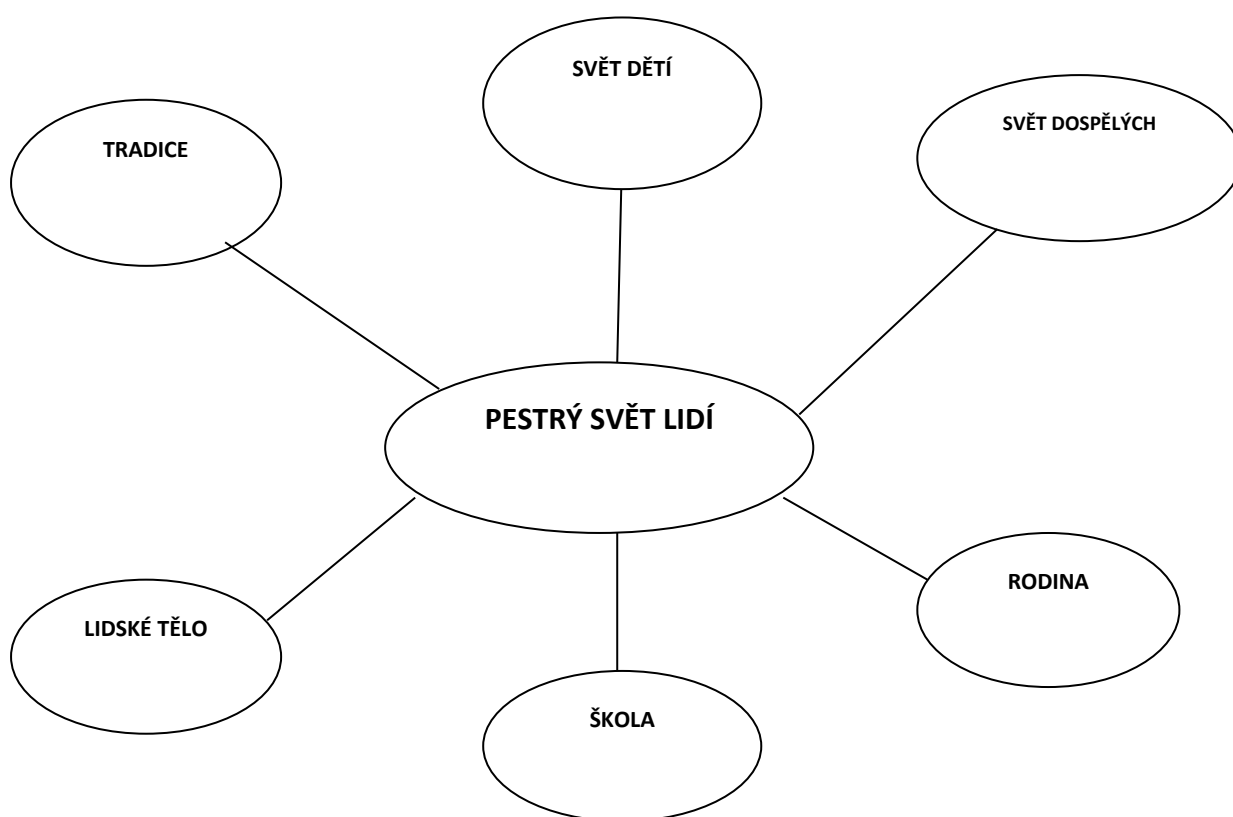 SVĚT DĚTÍ
SVĚT DOSPĚLÝCH
TRADICE
PESTRÝ SVĚT LIDÍ
RODINA
LIDSKÉ TĚLO
ŠKOLA